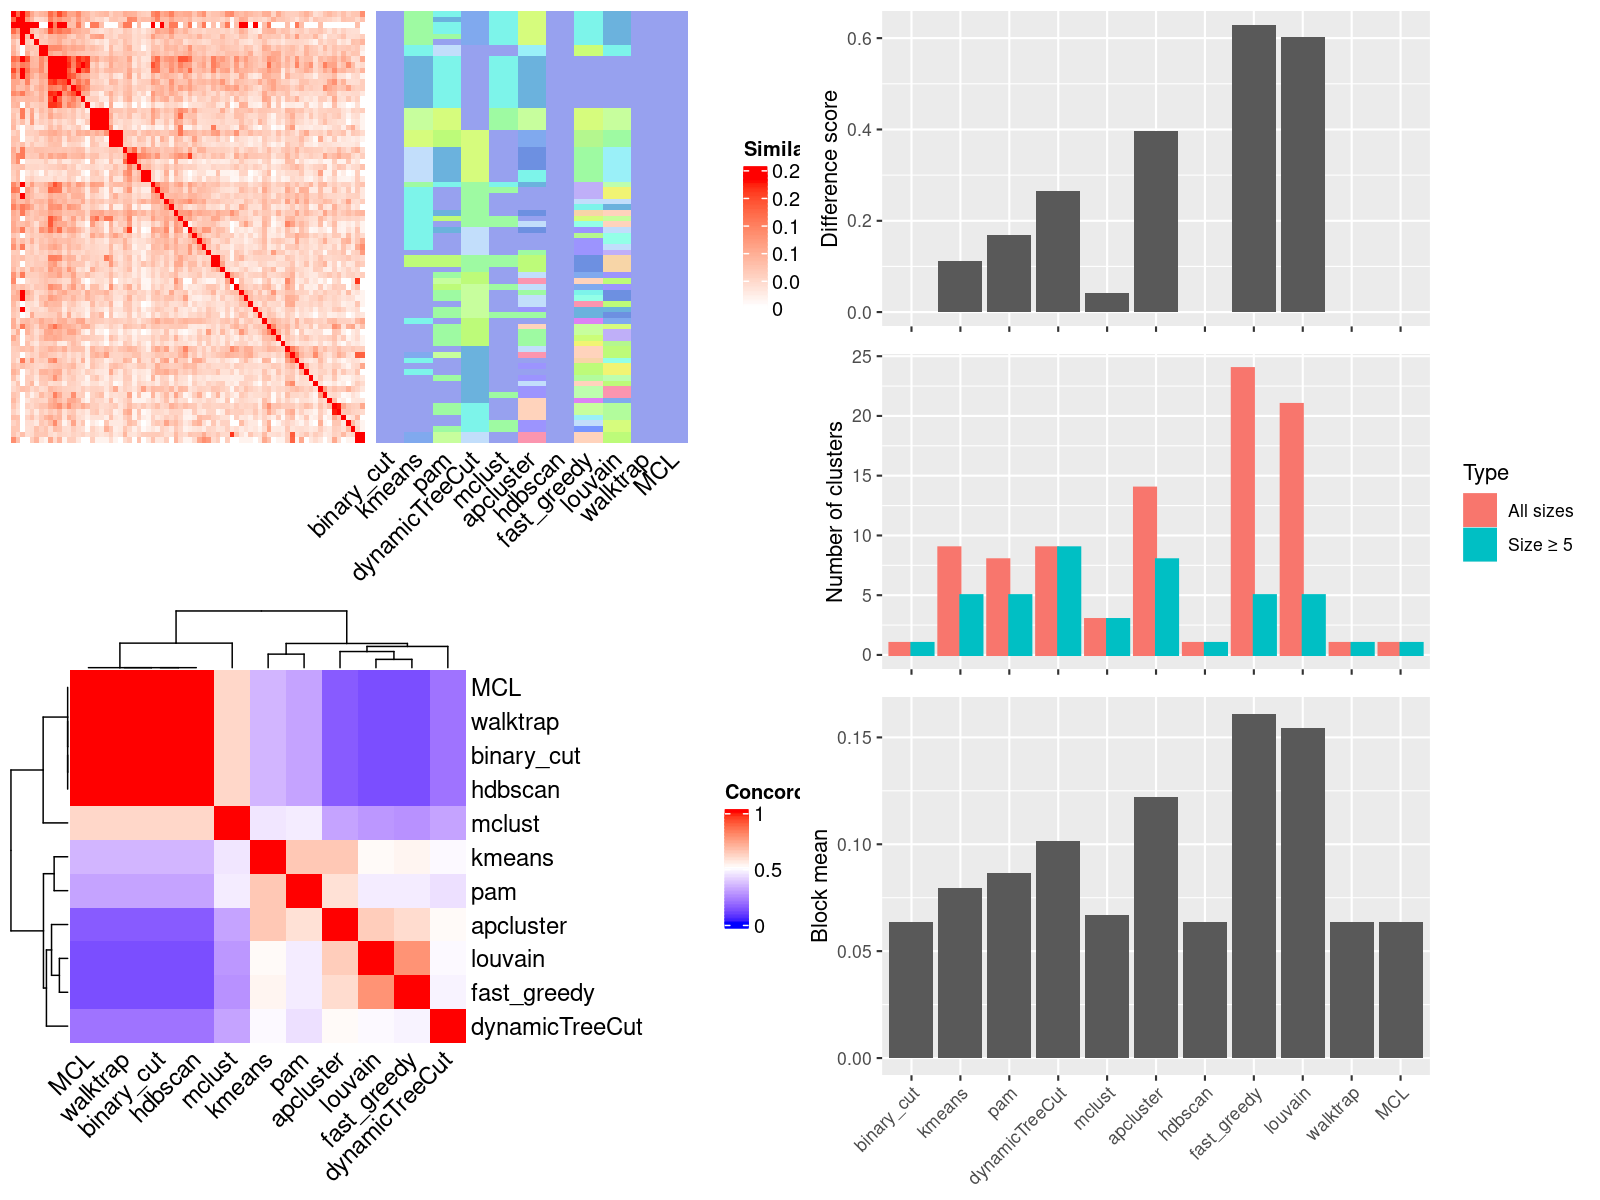 Simila
0.2
0.2
0.1
0.1
0.0
0
binary_cut
kmeans
pam
dynamicTreeCut
mclust
apcluster
hdbscan
fast_greedy
louvain
walktrap
MCL
MCL
walktrap
binary_cut
hdbscan
mclust
kmeans
pam
apcluster
louvain
fast_greedy
dynamicTreeCut
MCL
walktrap
binary_cut
hdbscan
mclust
kmeans
pam
apcluster
louvain
fast_greedy
dynamicTreeCut
Concord
1
0.5
0
Difference score
0.6
0.4
0.2
0.0
Number of clusters
25
20
15
10
5
0
Type
All sizes
Size ≥ 5
Block mean
0.15
0.10
0.05
0.00
binary_cut
kmeans
pam
dynamicTreeCut
mclust
apcluster
hdbscan
fast_greedy
louvain
walktrap
MCL